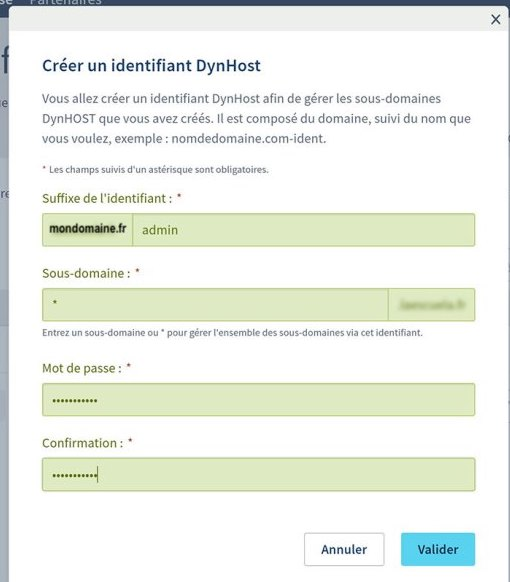 Partenaires
×
Créer un identifiant DynHost
Vous allez créer un identifiant DynHost afin de gérer les sous-domaines
DynHOST que vous avez créés. Il est composé du domaine, suivi du nom que
vous voulez, exemple : nomdedomaine.com-ident.
* Les champs suivis d'un astérisque sont obligatoires.
Suffixe de l'identifiant : *
mondomaine.fr admin
Sous-domaine : *
*
Entrez un sous-domaine ou * pour gérer l'ensemble des sous-domaines via cet identifiant.
Mot de passe : *
•••••••••••
Confirmation : *
•••••••••••
Annuler Valider